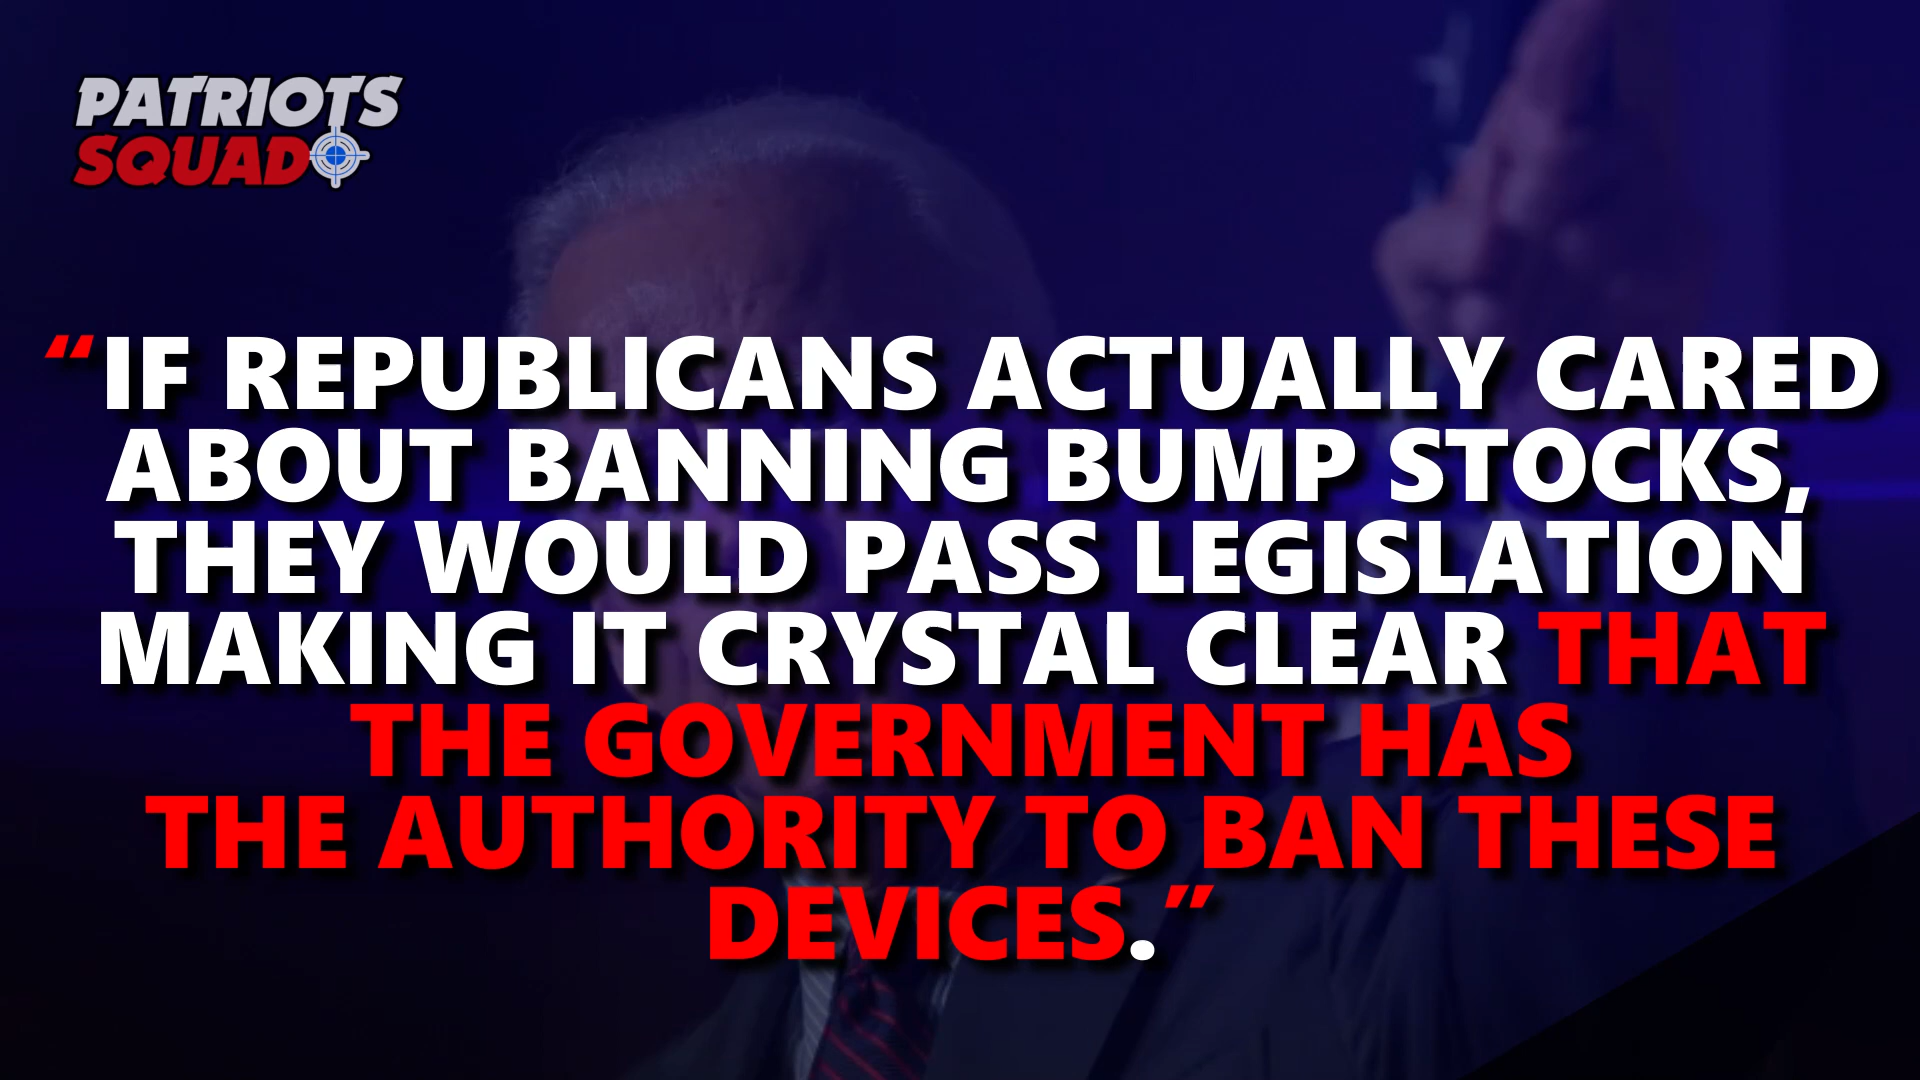 PATRIOTS
SQUAD
“IF REPUBLICANS ACTUALLY CARED
ABOUT BANNING BUMP STOCKS,
THEY WOULD PASS LEGISLATION
MAKING IT CRYSTAL CLEAR THAT
THE GOVERNMENT HAS
THE AUTHORITY TO BAN THESE
DEVICES.”